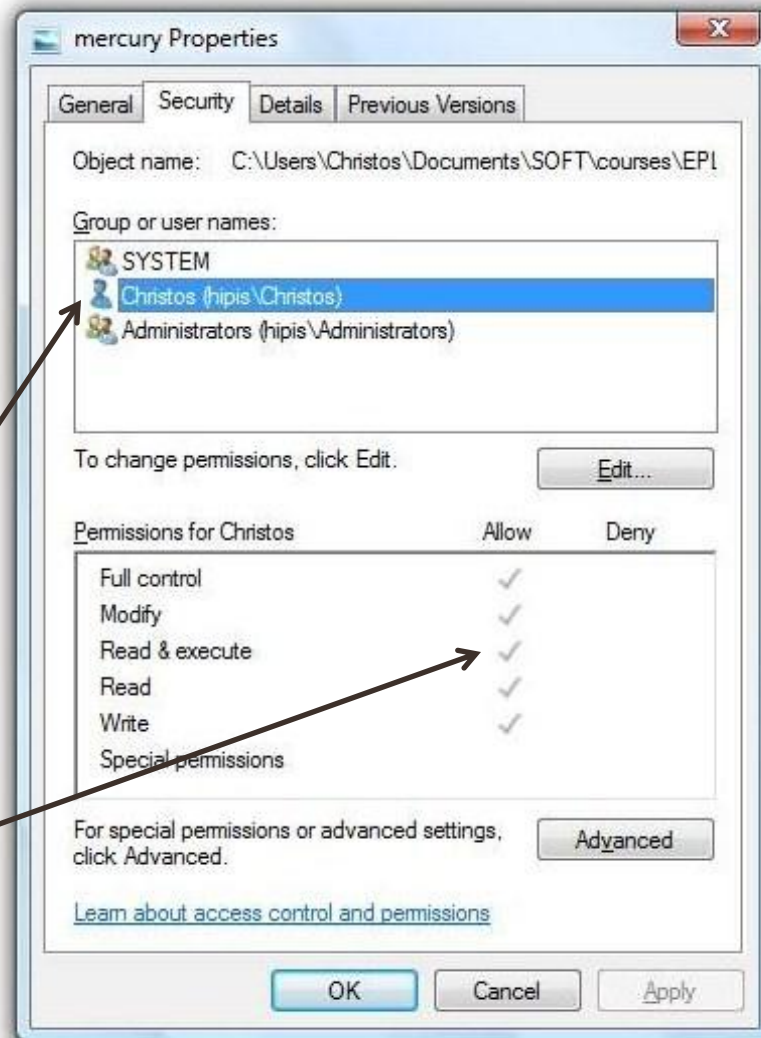 mercury Properties
General Security Details Previous Versions
Object name: C:\Users\Christos\Documents\SOFT\courses\EPL
Group or user names:
SYSTEM
Christos (hipis\Christos)
Administrators (hipis\Administrators)
To change permissions, click Edit.
Edit...
Permissions for Christos Allow Deny
Full control
Modify
Read & execute
Read
Write
Special permissions
For special permissions or advanced settings,
click Advanced.
Advanced
Learn about access control and permissions
OK Cancel Apply